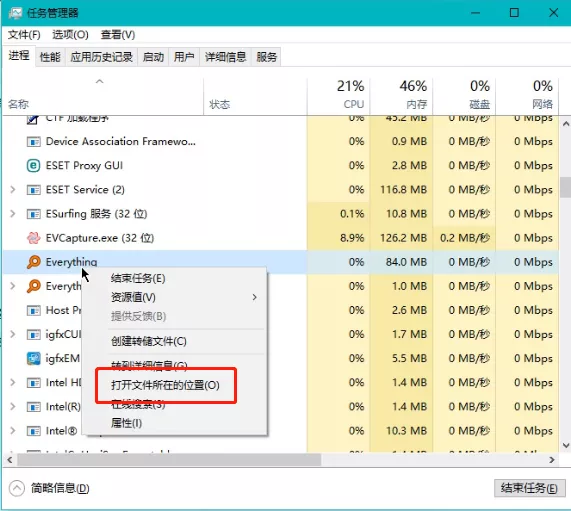 任务管理器
文件(F) 选项(O) 查看(V)
进程 性能 应用历史记录 启动 用户 详细信息 服务
21% 46% 0% 0%
名称 状态 CPU 内存 磁盘 网络
CTF 加载程序 0% 45.2 MB 0 MB/秒 0 Mbps
Device Association Framewo... 0% 0.9 MB 0 MB/秒 0 Mbps
ESET Proxy GUI 0% 2.8 MB 0 MB/秒 0 Mbps
ESET Service (2) 0% 116.8 MB 0 MB/秒 0 Mbps
ESurfing 服务 (32 位) 0.1% 10.8 MB 0 MB/秒 0 Mbps
EVCapture.exe (32 位) 8.9% 126.2 MB 0.2 MB/秒 0 Mbps
Everything 0% 84.0 MB 0 MB/秒 0 Mbps
Everyth 0% 1.0 MB 0 MB/秒 0 Mbps
Host Pr 0% 2.6 MB 0 MB/秒 0 Mbps
igfxCUI 0% 1.7 MB 0 MB/秒 0 Mbps
igfxEM 0% 5.5 MB 0 MB/秒 0 Mbps
Intel HD 0% 1.4 MB 0 MB/秒 0 Mbps
Intel(R) 0% 1.4 MB 0 MB/秒 0 Mbps
Intel® 0% 10.3 MB 0 MB/秒 0 Mbps
结束任务(E)
资源值(V)
提供反馈(B)
创建转储文件(C)
转到详细信息(G)
打开文件所在的位置(O)
在线搜索(S)
属性(I)
简略信息(D) 结束任务(E)